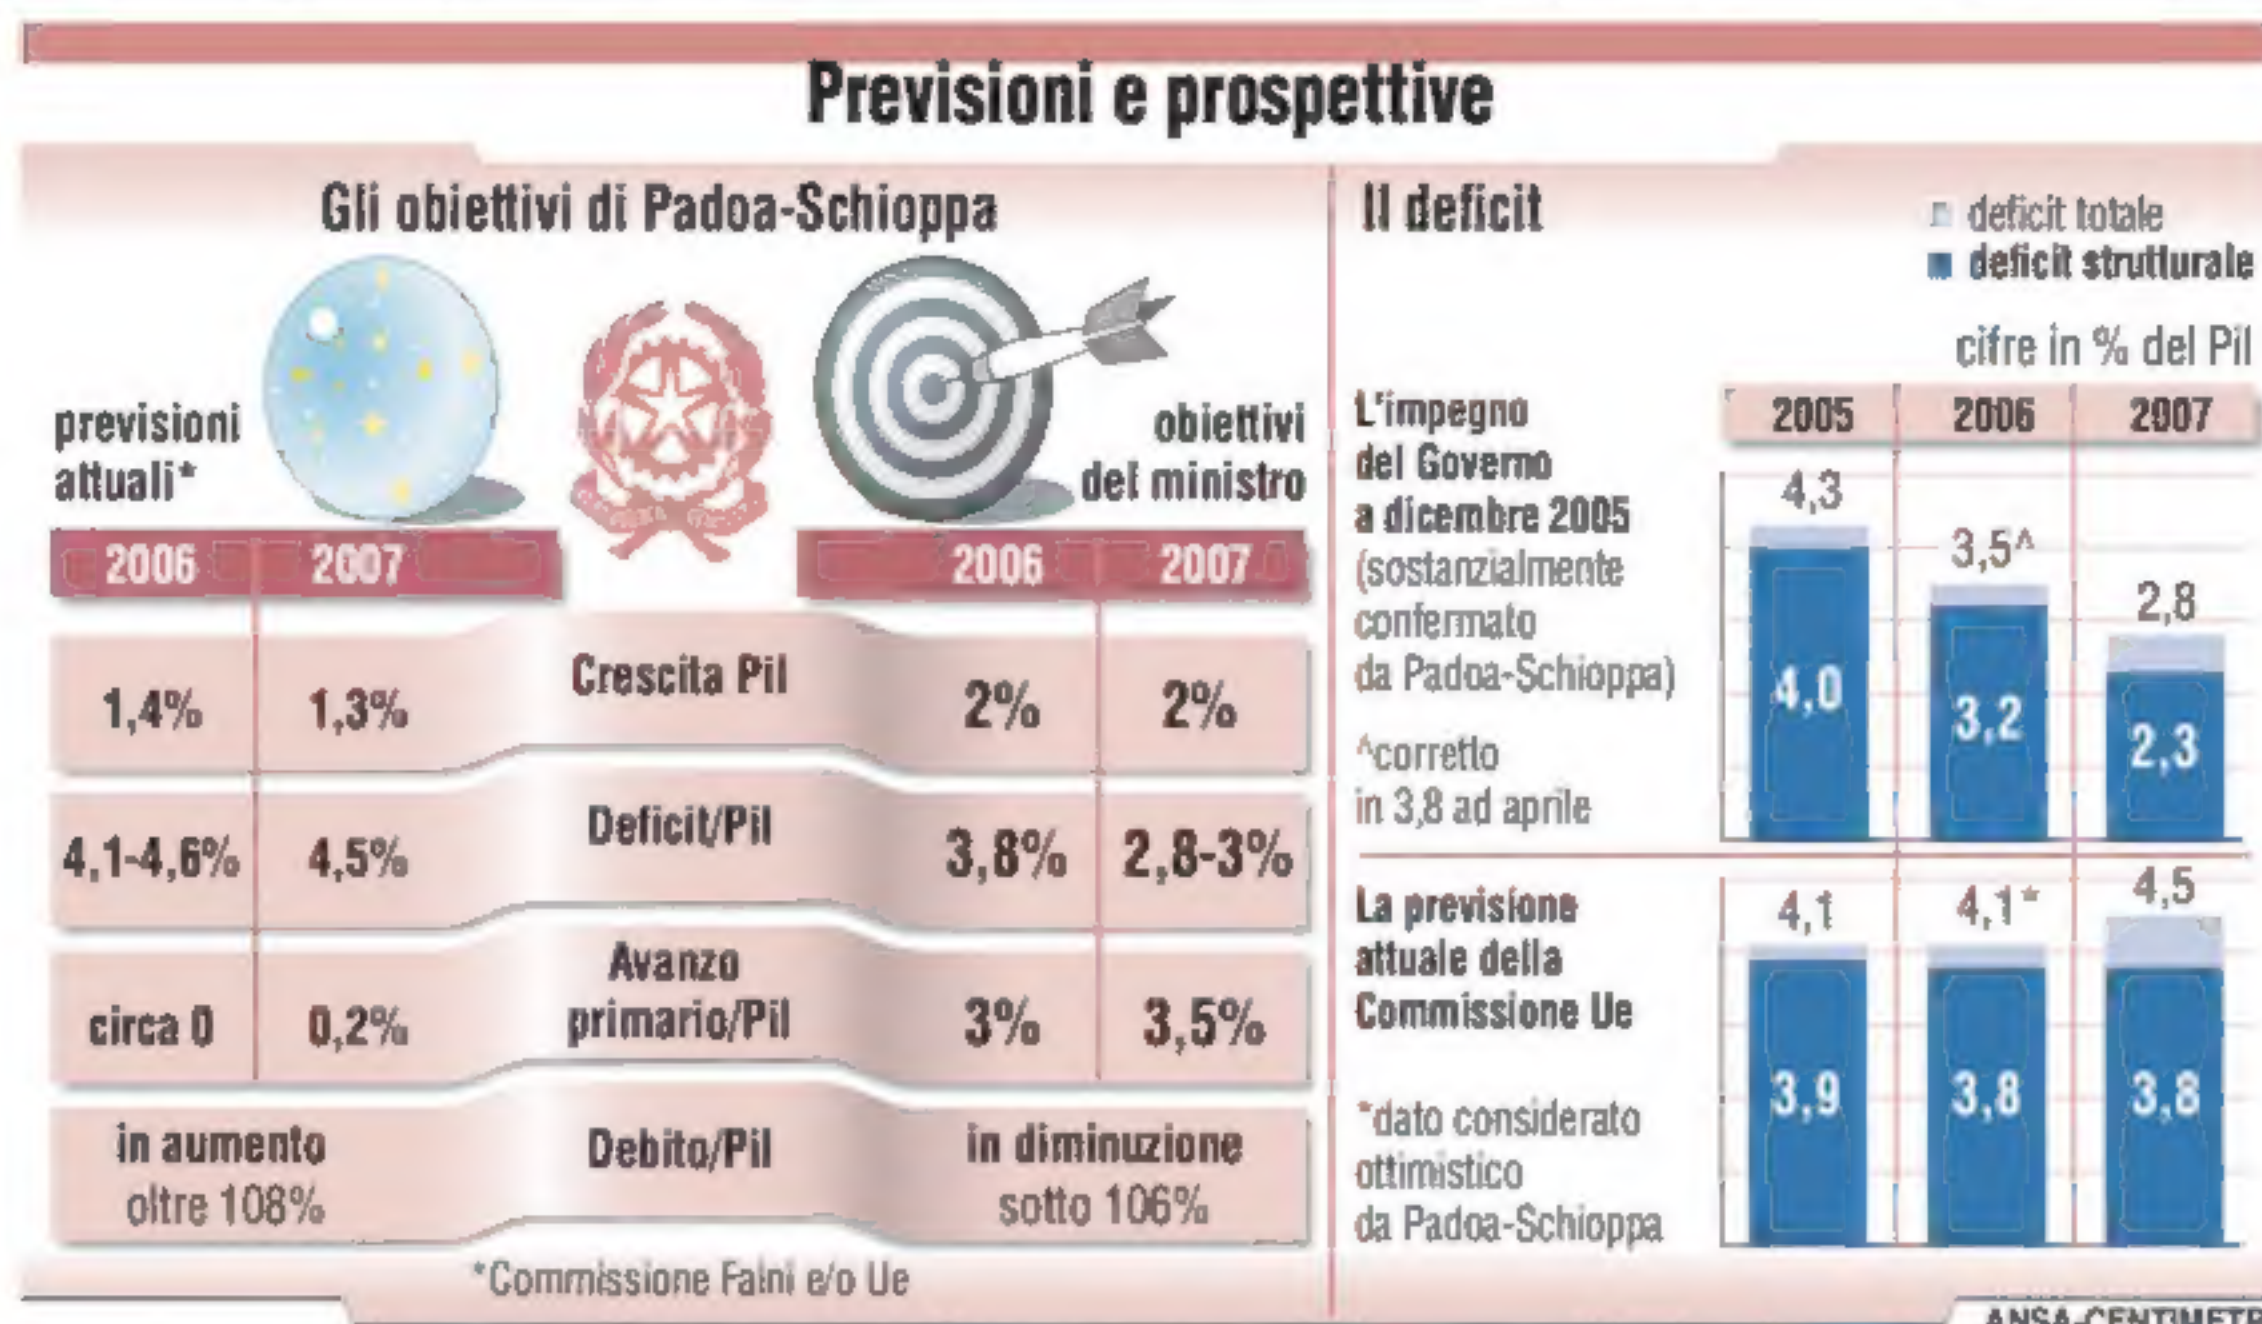 Previsioni e prospettive
Gli obiettivi di Padoa-Schioppa
previsioni
attuali*
obiettivi
del ministro
2006 2007 2006 2007
Crescita Pil
1,4% 1,3% 2% 2%
Deficit/Pil
4,1-4,6% 4,5% 3,8% 2,8-3%
Avanzo
primario/Pil
circa 0 0,2% 3% 3,5%
Debito/Pil
in aumento
oltre 108%
in diminuzione
sotto 106%
*Commissione Faini e/o Ue
Il deficit
deficit totale
deficit strutturale
cifre in % del Pil
L'impegno
del Governo
a dicembre 2005
(sostanzialmente
confermato
da Padoa-Schioppa)
^corretto
in 3,8 ad aprile
2005 2006 2007
4,3 3,5^ 2,8
4,0 3,2 2,3
La previsione
attuale della
Commissione Ue
*dato considerato
ottimistico
da Padoa-Schioppa
4,1 4,1* 4,5
3,9 3,8 3,8
ANSA-CENTIMETR